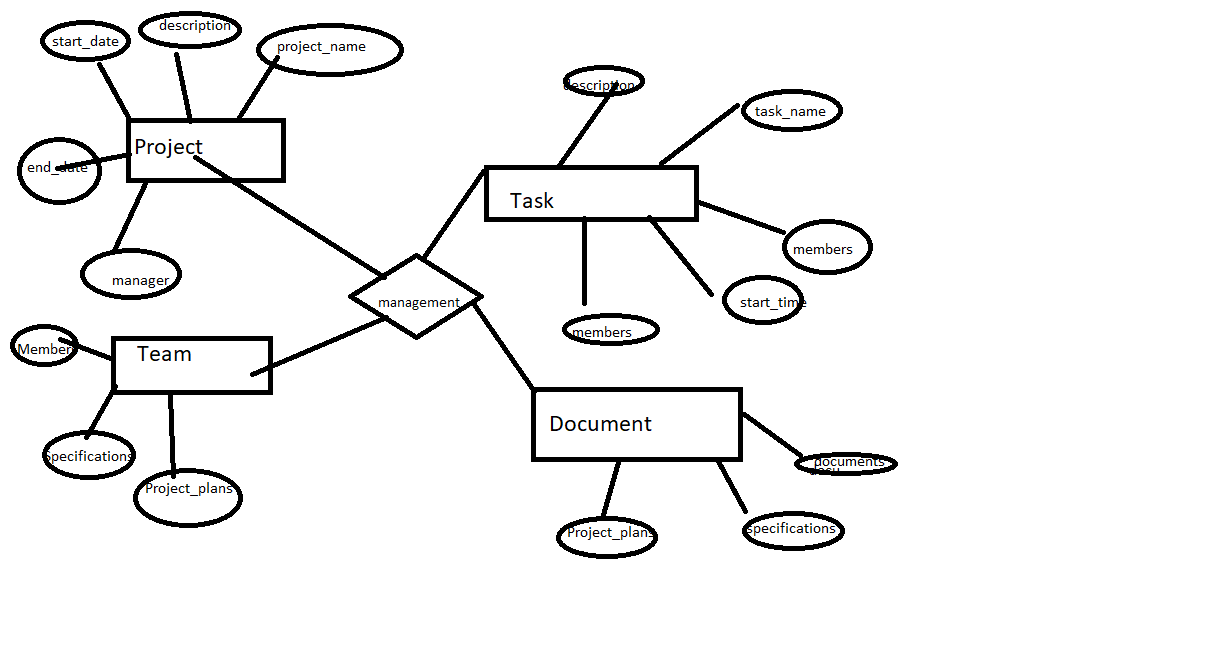 start_date
description
project_name
Project
end_date
manager
description
task_name
Task
members
start_time
members
management
Team
Member
Specifications
Project_plans
Document
documents
docu
Project_plans
specifications